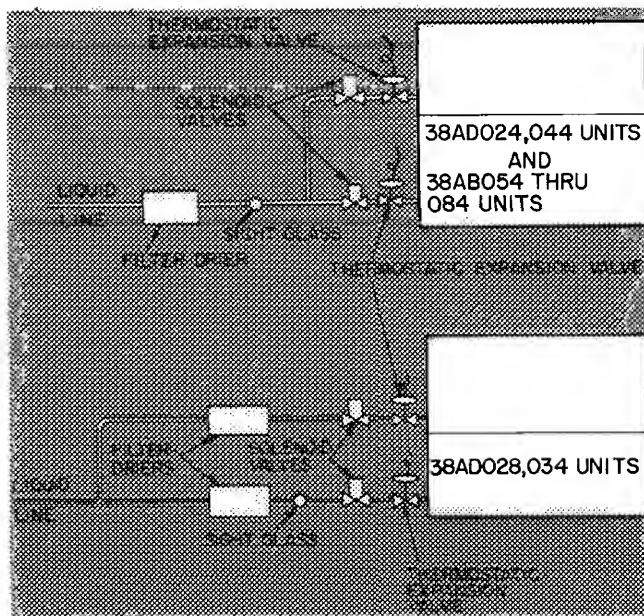 THERMOSTATIC
EXPANSION VALVE
SOLENOID
VALVES
38AD024,044 UNITS
AND
38AB054 THRU
084 UNITS
LIQUID
LINE
SIGHT GLASS
FILTER DRIER
THERMOSTATIC EXPANSION VALVE
FILTER
DRIERS
SOLENOID
VALVES
38AD028,034 UNITS
LIQUID
LINE
SIGHT GLASS
THERMOSTATIC
EXPANSION
VALVE